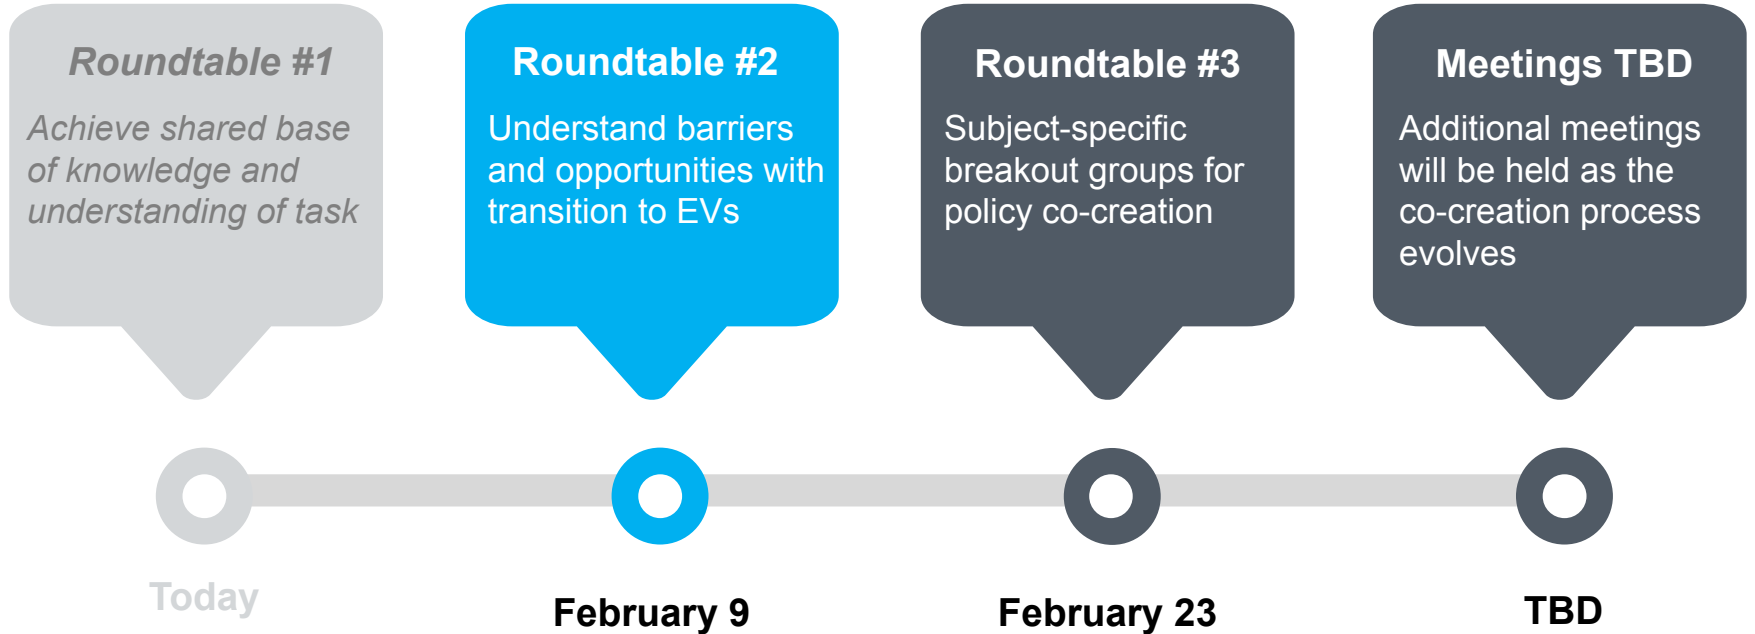 Roundtable #1
Achieve shared base
of knowledge and
understanding of task
Roundtable #2
Understand barriers
and opportunities with
transition to EVs
Roundtable #3
Subject-specific
breakout groups for
policy co-creation
Meetings TBD
Additional meetings
will be held as the
co-creation process
evolves
Today
February 9
February 23
TBD